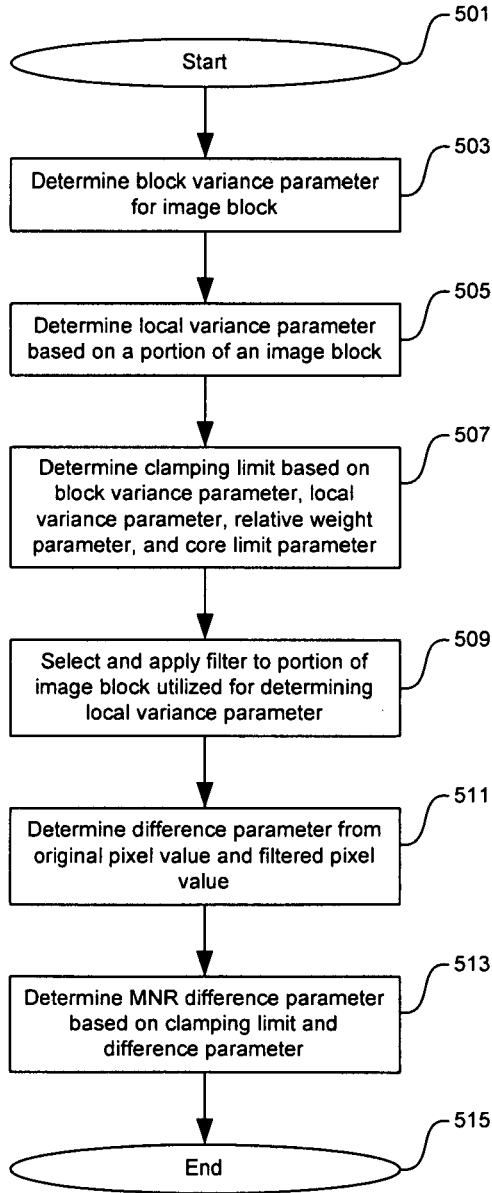 501
Start
503
Determine block variance parameter
for image block
505
Determine local variance parameter
based on a portion of an image block
507
Determine clamping limit based on
block variance parameter, local
variance parameter, relative weight
parameter, and core limit parameter
509
Select and apply filter to portion of
image block utilized for determining
local variance parameter
511
Determine difference parameter from
original pixel value and filtered pixel
value
513
Determine MNR difference parameter
based on clamping limit and
difference parameter
515
End